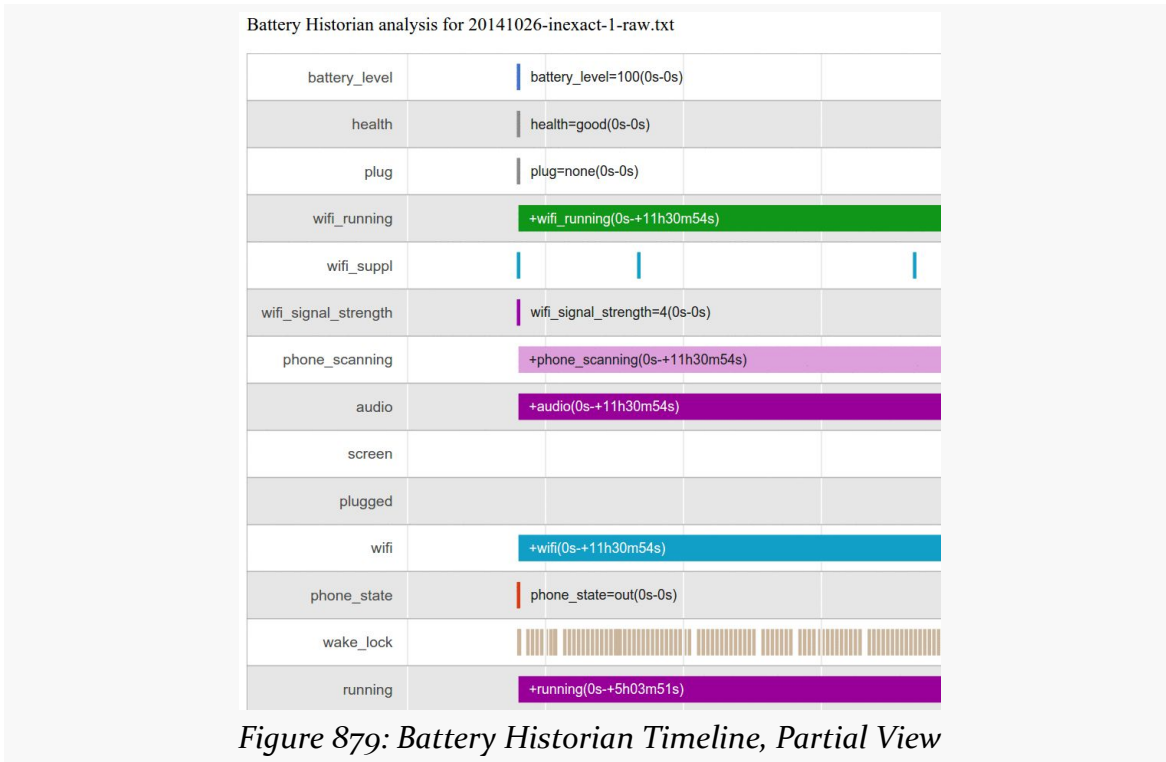 Battery Historian analysis for 20141026-inexact-1-raw.txt
battery_level battery_level=100(0s-0s)
health health=good(0s-0s)
plug plug=none(0s-0s)
wifi_running +wifi_running(0s-+11h30m54s)
wifi_suppl
wifi_signal_strength wifi_signal_strength=4(0s-0s)
phone_scanning +phone_scanning(0s-+11h30m54s)
audio +audio(0s-+11h30m54s)
screen
plugged
wifi +wifi(0s-+11h30m54s)
phone_state phone_state=out(0s-0s)
wake_lock
running +running(0s-+5h03m51s)
Figure 879: Battery Historian Timeline, Partial View